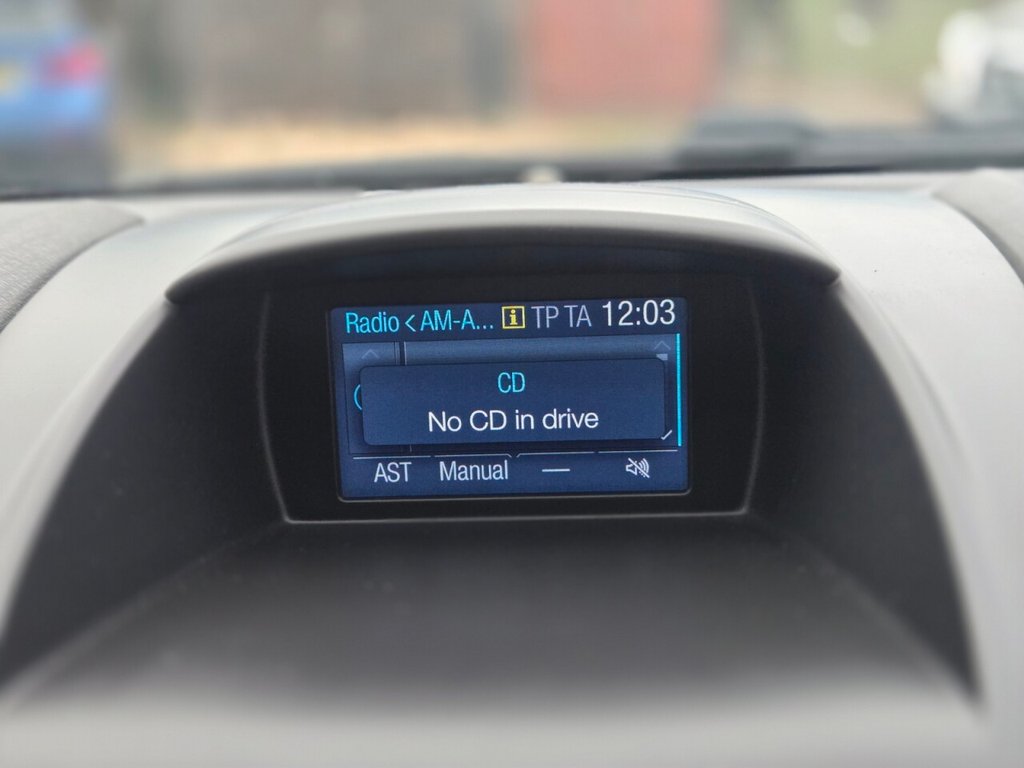 Radio < AM-A... i TP TA 12:03
CD
No CD in drive
AST Manual —